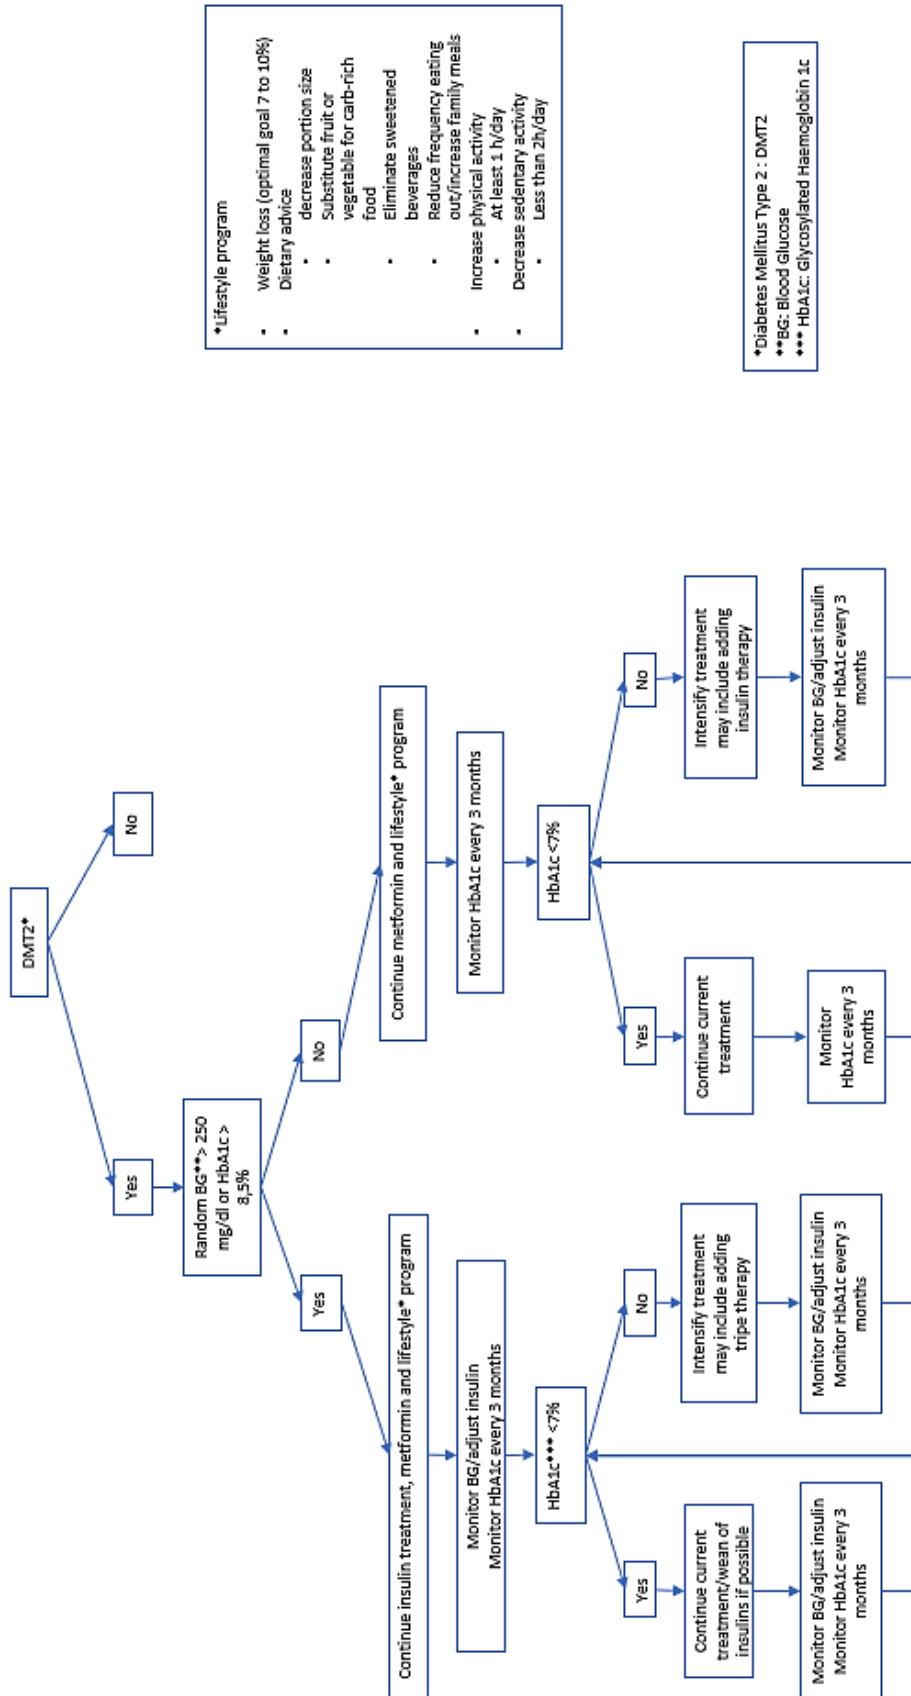 DMT2*
Yes
No
Random BG**> 250
mg/dl or HbA1c >
8,5%
Yes
No
Continue insulin treatment, metformin and lifestyle* program
Continue metformin and lifestyle* program
Monitor BG/adjust insulin
Monitor HbA1c every 3 months
Monitor HbA1c every 3 months
HbA1c*** <7%
HbA1c <7%
Yes
No
Yes
No
Continue current
treatment/wean of
insulins if possible
Intensify treatment
may include adding
tripe therapy
Continue current
treatment
Intensify treatment
may include adding
insulin therapy
Monitor BG/adjust insulin
Monitor HbA1c every 3
months
Monitor BG/adjust insulin
Monitor HbA1c every 3
months
Monitor
HbA1c every 3
months
Monitor BG/adjust insulin
Monitor HbA1c every 3
months
*Lifestyle program
• Weight loss (optimal goal 7 to 10%)
• Dietary advice
• decrease portion size
• Substitute fruit or
vegetable for carb-rich
food
• Eliminate sweetened
beverages
• Reduce frequency eating
out/increase family meals
• Increase physical activity
• At least 1 h/day
• Decrease sedentary activity
• Less than 2h/day
*Diabetes Mellitus Type 2 : DMT2
**BG: Blood Glucose
*** HbA1c: Glycosylated Haemoglobin 1c